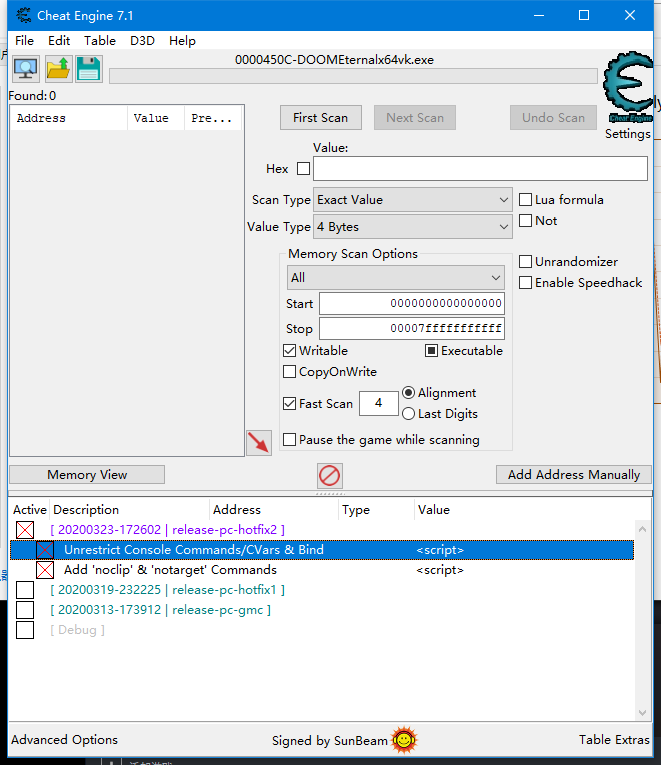 Cheat Engine 7.1
File Edit Table D3D Help
0000450C-DOOMEternalx64vk.exe
Found: 0
Address Value Pre...
First Scan Next Scan Undo Scan
Cheat Engine
Settings
Value:
Hex
Scan Type Exact Value Lua formula
Not
Value Type 4 Bytes
Memory Scan Options
All
Unrandomizer
Enable Speedhack
Start 0000000000000000
Stop 00007fffffffffff
Writable Executable
CopyOnWrite
Fast Scan 4 Alignment
Last Digits
Pause the game while scanning
Memory View Add Address Manually
Active Description Address Type Value
[ 20200323-172602 | release-pc-hotfix2 ]
Unrestrict Console Commands/CVars & Bind <script>
Add 'noclip' & 'notarget' Commands <script>
[ 20200319-232225 | release-pc-hotfix1 ]
[ 20200313-173912 | release-pc-gmc ]
[ Debug ]
Advanced Options Signed by SunBeam Table Extras